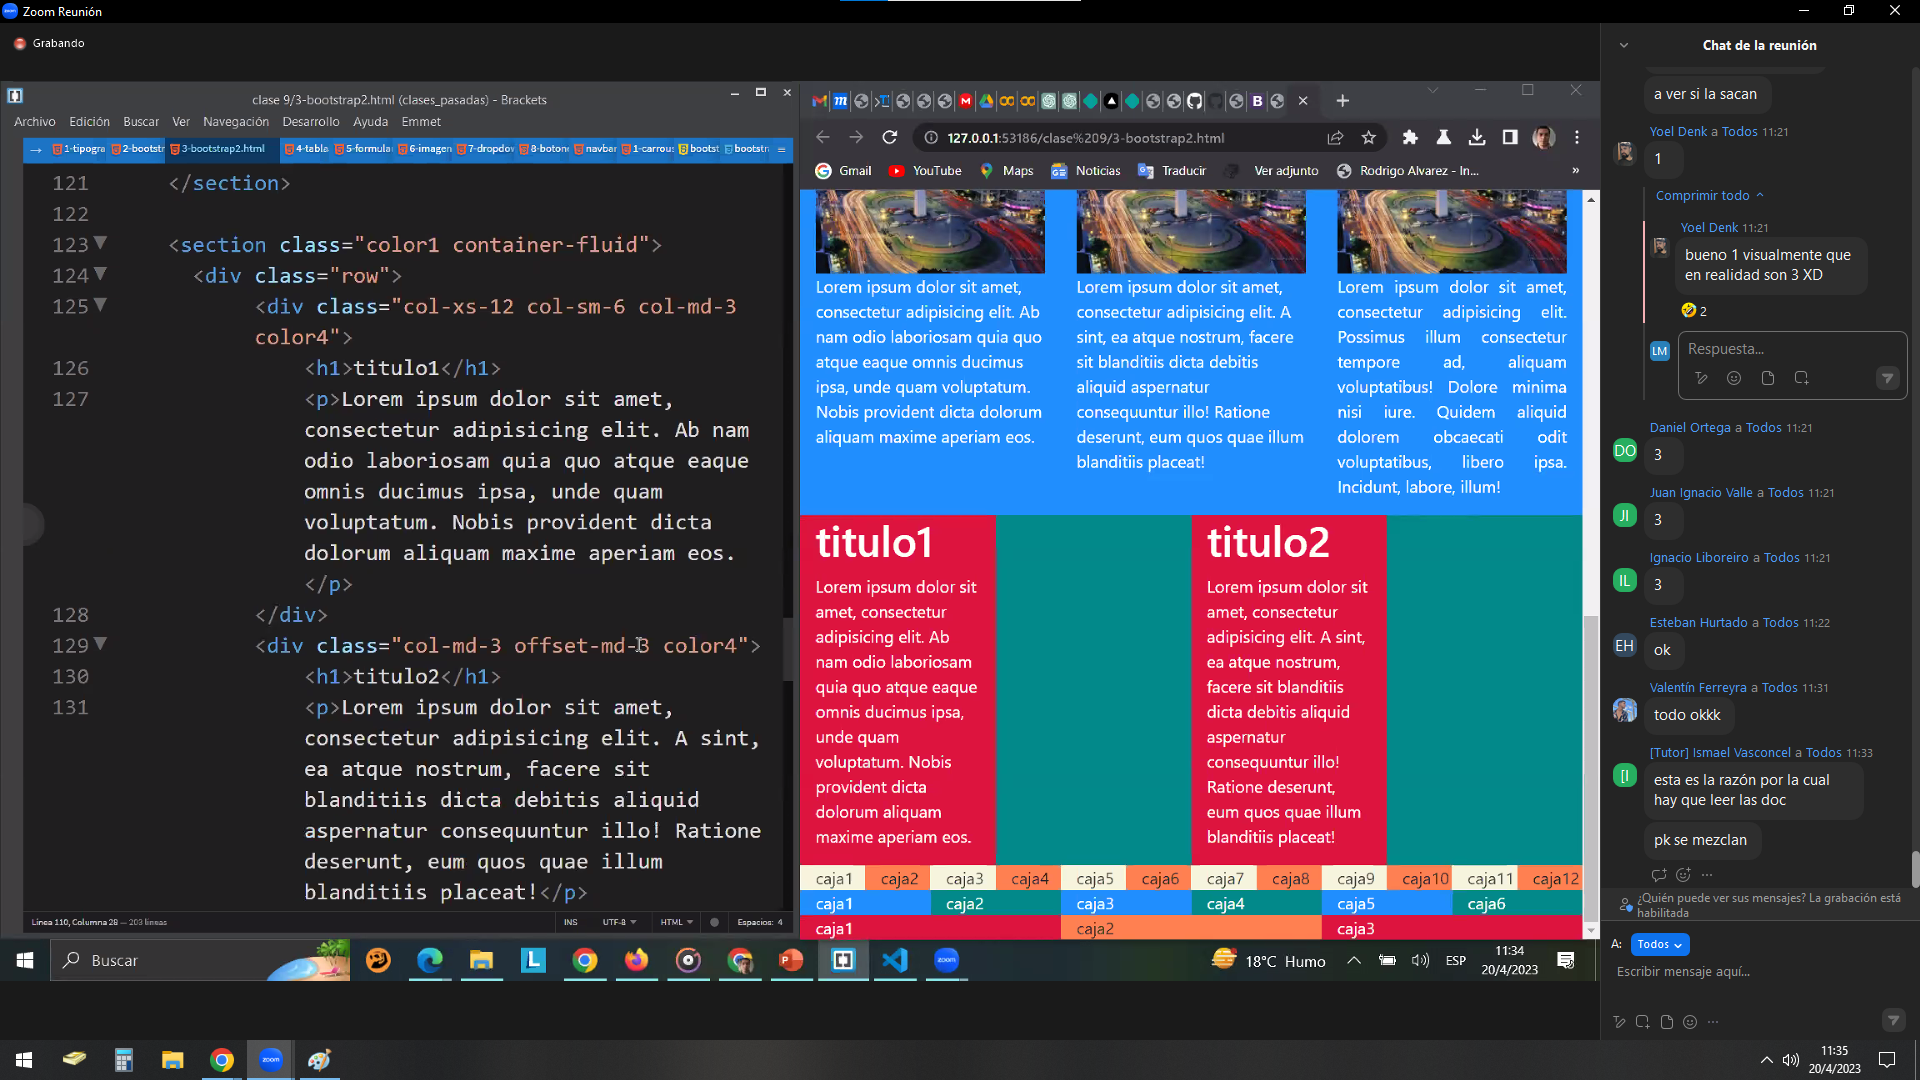 Zoom Reunión
Grabando
clase 9/3-bootstrap2.html (clases_pasadas) - Brackets
Archivo Edición Buscar Ver Navegación Desarrollo Ayuda Emmet
1-tipogra 2-bootstr 3-bootstrap2.html 4-tabla 5-formula 6-imagen 7-dropdov 8-botone navbar 1-carrou bootst bootstr
121 </section>
122
123 <section class="color1 container-fluid">
124 <div class="row">
125 <div class="col-xs-12 col-sm-6 col-md-3
color4">
126 <h1>titulo1</h1>
127 <p>Lorem ipsum dolor sit amet,
consectetur adipisicing elit. Ab nam
odio laboriosam quia quo atque eaque
omnis ducimus ipsa, unde quam
voluptatum. Nobis provident dicta
dolorum aliquam maxime aperiam eos.
</p>
128 </div>
129 <div class="col-md-3 offset-md-3 color4">
130 <h1>titulo2</h1>
131 <p>Lorem ipsum dolor sit amet,
consectetur adipisicing elit. A sint,
ea atque nostrum, facere sit
blanditiis dicta debitis aliquid
aspernatur consequuntur illo! Ratione
deserunt, eum quos quae illum
blanditiis placeat!</p>
Línea 110, Columna 28 — 203 líneas INS UTF-8 HTML Espacios: 4
127.0.0.1:53186/clase%209/3-bootstrap2.html
Gmail YouTube Maps Noticias Traducir Ver adjunto Rodrigo Alvarez - In... »
Lorem ipsum dolor sit amet,
consectetur adipisicing elit. Ab
nam odio laboriosam quia quo
atque eaque omnis ducimus
ipsa, unde quam voluptatum.
Nobis provident dicta dolorum
aliquam maxime aperiam eos.
Lorem ipsum dolor sit amet,
consectetur adipisicing elit. A
sint, ea atque nostrum, facere
sit blanditiis dicta debitis
aliquid aspernatur
consequuntur illo! Ratione
deserunt, eum quos quae illum
blanditiis placeat!
Lorem ipsum dolor sit amet,
consectetur adipisicing elit.
Possimus illum consectetur
tempore ad, aliquam
voluptatibus! Dolore minima
nisi iure. Quidem aliquid
dolorem obcaecati odit
voluptatibus, libero ipsa.
Incidunt, labore, illum!
titulo1
Lorem ipsum dolor sit
amet, consectetur
adipisicing elit. Ab
nam odio laboriosam
quia quo atque eaque
omnis ducimus ipsa,
unde quam
voluptatum. Nobis
provident dicta
dolorum aliquam
maxime aperiam eos.
titulo2
Lorem ipsum dolor sit
amet, consectetur
adipisicing elit. A sint,
ea atque nostrum,
facere sit blanditiis
dicta debitis aliquid
aspernatur
consequuntur illo!
Ratione deserunt,
eum quos quae illum
blanditiis placeat!
caja1 caja2 caja3 caja4 caja5 caja6 caja7 caja8 caja9 caja10 caja11 caja12
caja1 caja2 caja3 caja4 caja5 caja6
caja1 caja2 caja3
Buscar
18°C Humo ESP 11:34
20/4/2023
Chat de la reunión
a ver si la sacan
Yoel Denk a Todos 11:21
1
Comprimir todo
Yoel Denk 11:21
bueno 1 visualmente que
en realidad son 3 XD
🤣 2
LM Respuesta...
Daniel Ortega a Todos 11:21
DO 3
Juan Ignacio Valle a Todos 11:21
JI 3
Ignacio Liboreiro a Todos 11:21
IL 3
Esteban Hurtado a Todos 11:22
EH ok
Valentín Ferreyra a Todos 11:31
todo okkk
[Tutor] Ismael Vasconcel a Todos 11:33
[I esta es la razón por la cual
hay que leer las doc
pk se mezclan
¿Quién puede ver sus mensajes? La grabación está
habilitada
A: Todos
Escribir mensaje aquí...
zoom
11:35
20/4/2023